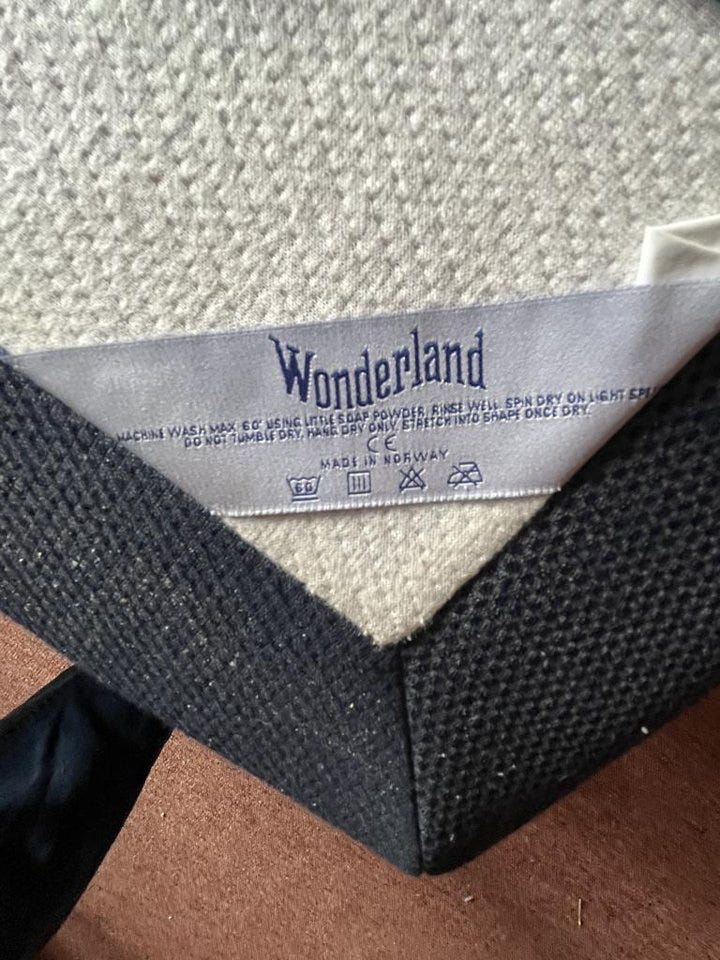 Wonderland
MACHINE WASH MAX 60° USING LITTLE SOAP POWDER, RINSE WELL. SPIN DRY ON LIGHT
DO NOT TUMBLE DRY, HANG DRY ONLY. STRETCH INTO SHAPE ONCE DRY.
CE
MADE IN NORWAY
60